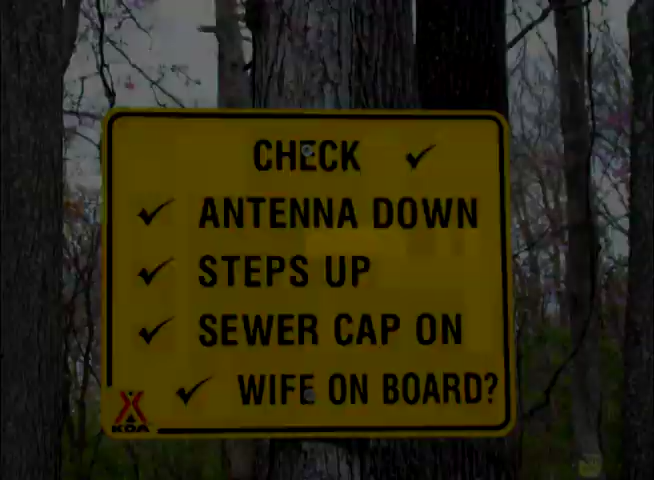 CHECK ✓
✓ ANTENNA DOWN
✓ STEPS UP
✓ SEWER CAP ON
✓ WIFE ON BOARD?
KOA